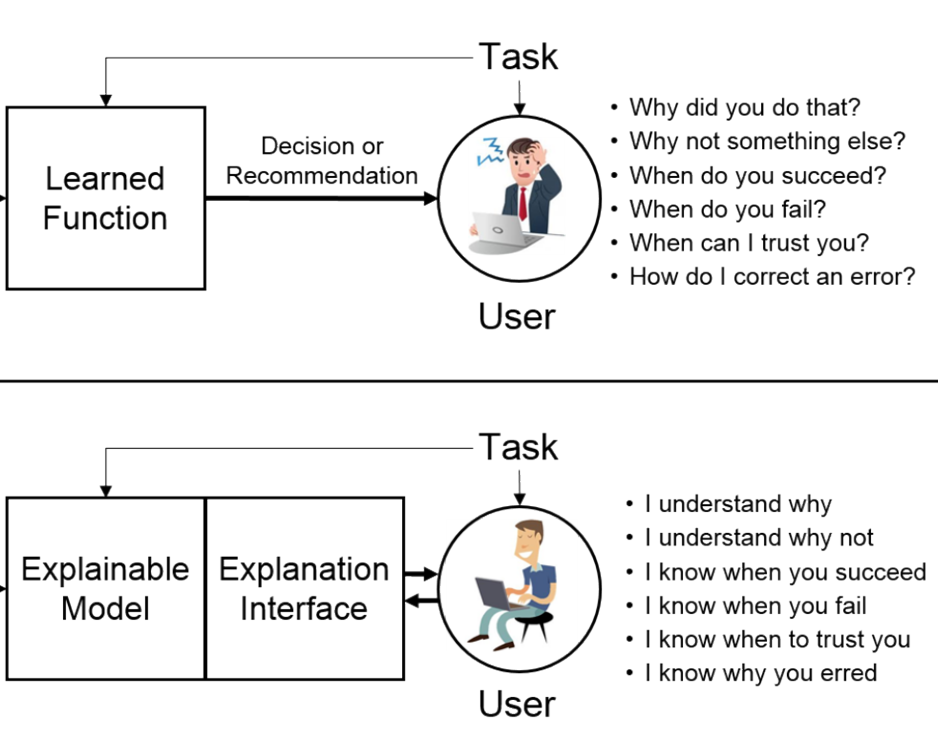 Task
Learned
Function
Decision or
Recommendation
• Why did you do that?
• Why not something else?
• When do you succeed?
• When do you fail?
• When can I trust you?
• How do I correct an error?
User
Task
Explainable
Model
Explanation
Interface
• I understand why
• I understand why not
• I know when you succeed
• I know when you fail
• I know when to trust you
• I know why you erred
User